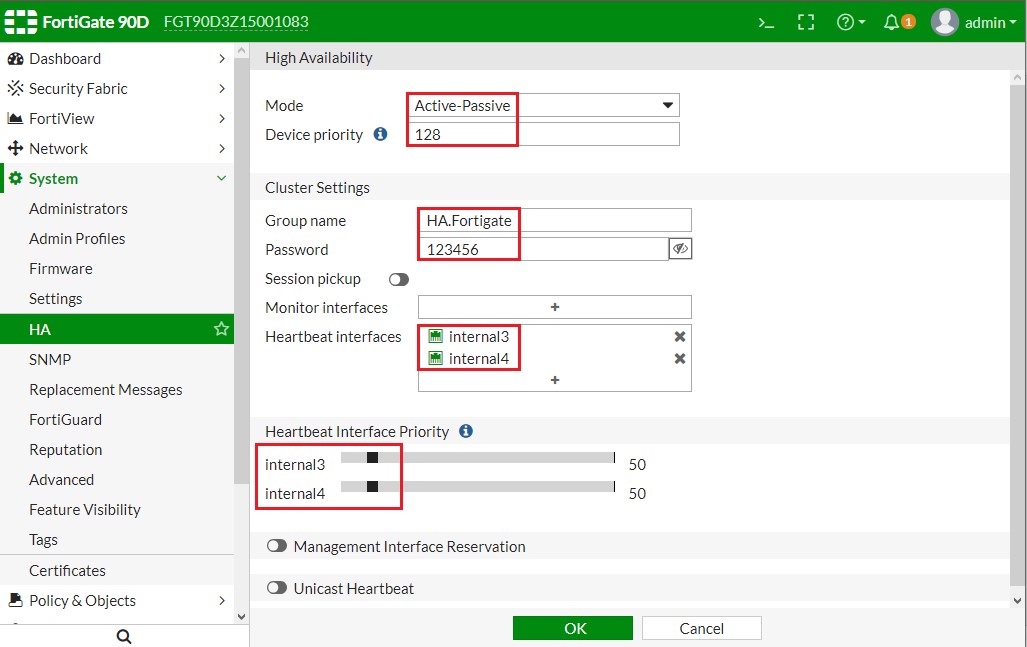 FortiGate 90D FGT90D3Z15001083 >_ ? 1 admin
Dashboard
Security Fabric
FortiView
Network
System
Administrators
Admin Profiles
Firmware
Settings
HA
SNMP
Replacement Messages
FortiGuard
Reputation
Advanced
Feature Visibility
Tags
Certificates
Policy & Objects
High Availability
Mode Active-Passive
Device priority i 128
Cluster Settings
Group name HA.Fortigate
Password 123456
Session pickup
Monitor interfaces +
Heartbeat interfaces internal3
internal4
+
Heartbeat Interface Priority i
internal3 50
internal4 50
Management Interface Reservation
Unicast Heartbeat
OK Cancel